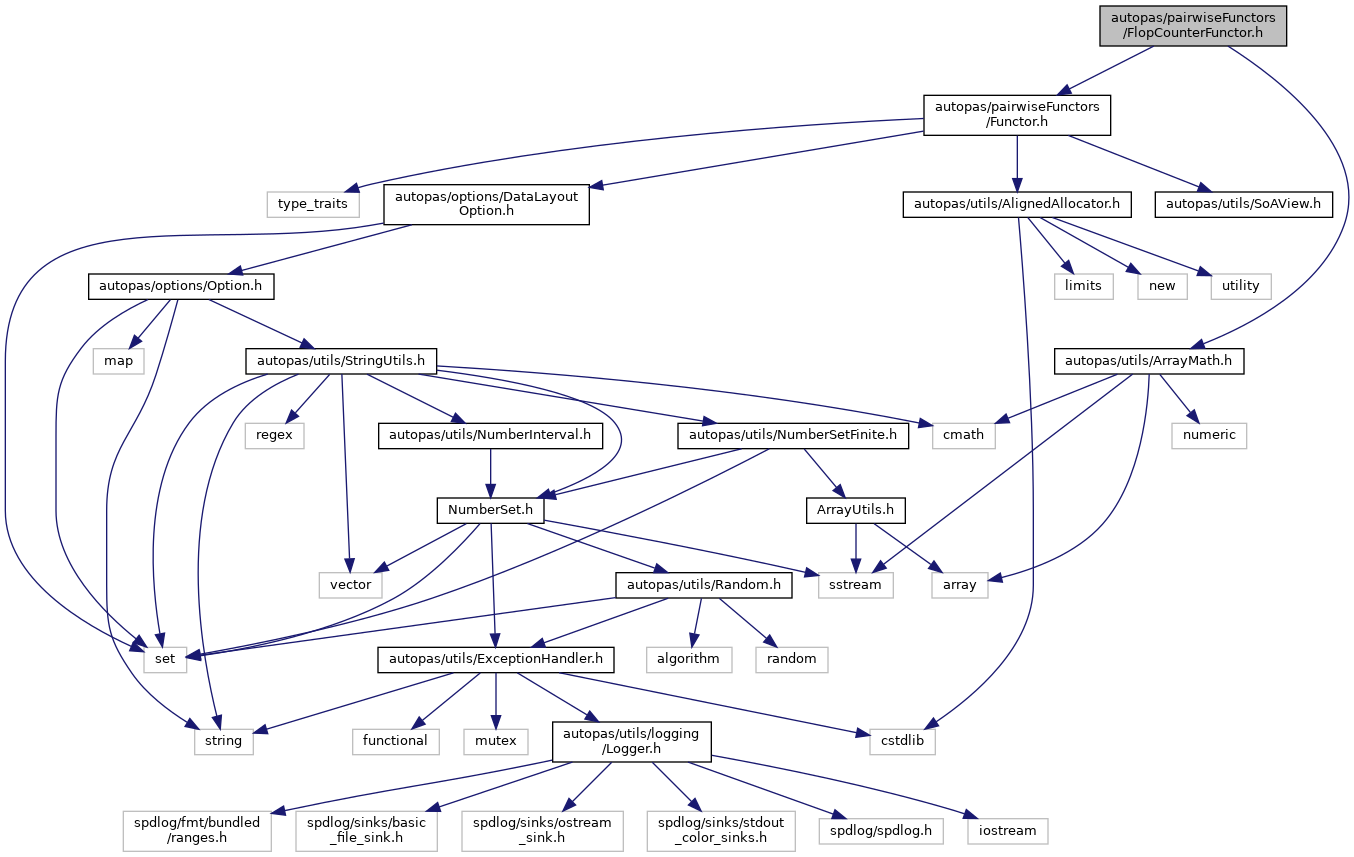 autopas/pairwiseFunctors
/FlopCounterFunctor.h
autopas/pairwiseFunctors
/Functor.h
type_traits
autopas/options/DataLayout
Option.h
autopas/utils/AlignedAllocator.h
autopas/utils/SoAView.h
autopas/options/Option.h
limits
new
utility
map
autopas/utils/StringUtils.h
autopas/utils/ArrayMath.h
regex
autopas/utils/NumberInterval.h
autopas/utils/NumberSetFinite.h
cmath
numeric
NumberSet.h
ArrayUtils.h
vector
autopas/utils/Random.h
sstream
array
set
autopas/utils/ExceptionHandler.h
algorithm
random
string
functional
mutex
autopas/utils/logging
/Logger.h
cstdlib
spdlog/fmt/bundled
/ranges.h
spdlog/sinks/basic
_file_sink.h
spdlog/sinks/ostream
_sink.h
spdlog/sinks/stdout
_color_sinks.h
spdlog/spdlog.h
iostream